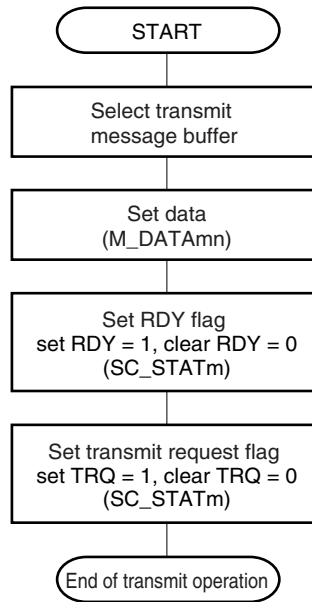 START
Select transmit
message buffer
Set data
(M_DATAmn)
Set RDY flag
set RDY = 1, clear RDY = 0
(SC_STATm)
Set transmit request flag
set TRQ = 1, clear TRQ = 0
(SC_STATm)
End of transmit operation